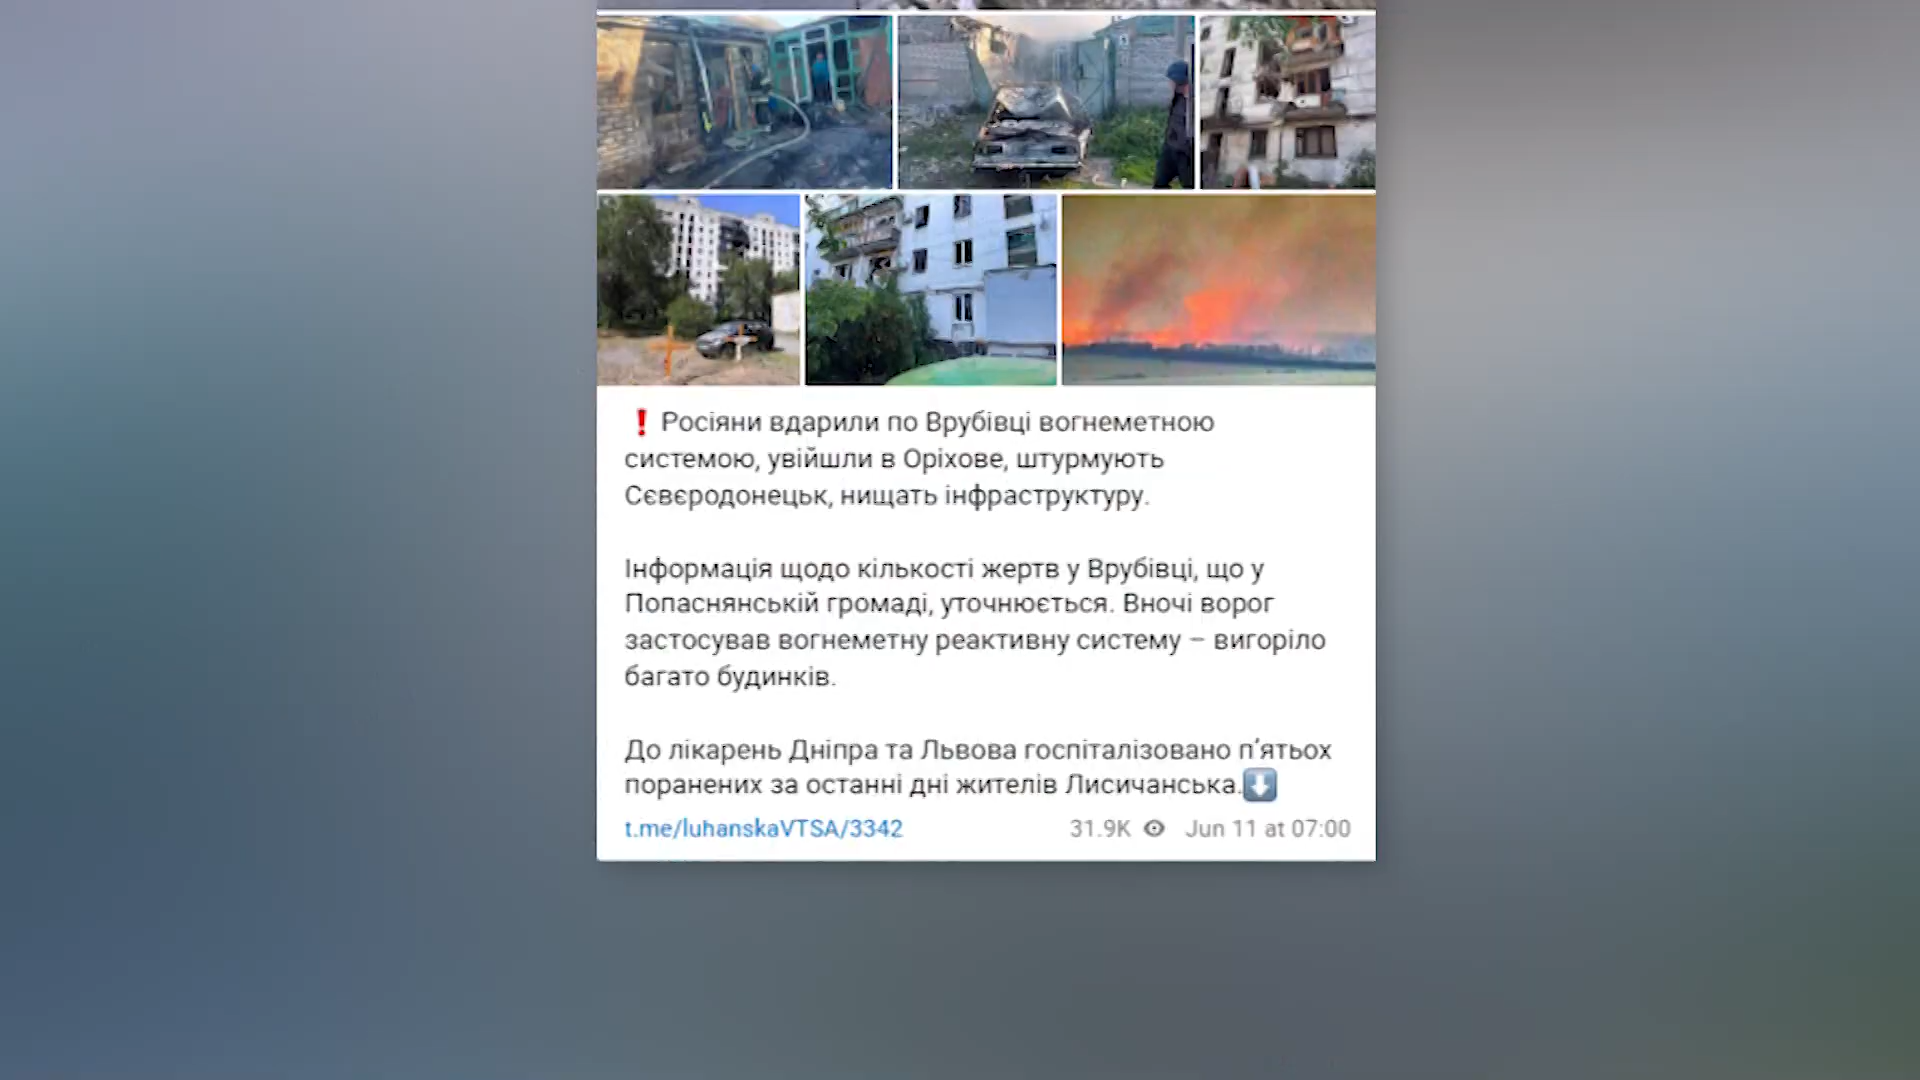 Росіяни вдарили по Врубівці вогнеметною
системою, увійшли в Оріхове, штурмують
Сєвєродонецьк, нищать інфраструктуру.
Інформація щодо кількості жертв у Врубівці, що у
Попаснянській громаді, уточнюється. Вночі ворог
застосував вогнеметну реактивну систему – вигоріло
багато будинків.
До лікарень Дніпра та Львова госпіталізовано п’ятьох
поранених за останні дні жителів Лисичанська.
t.me/luhanskaVTSA/3342 31.9K Jun 11 at 07:00